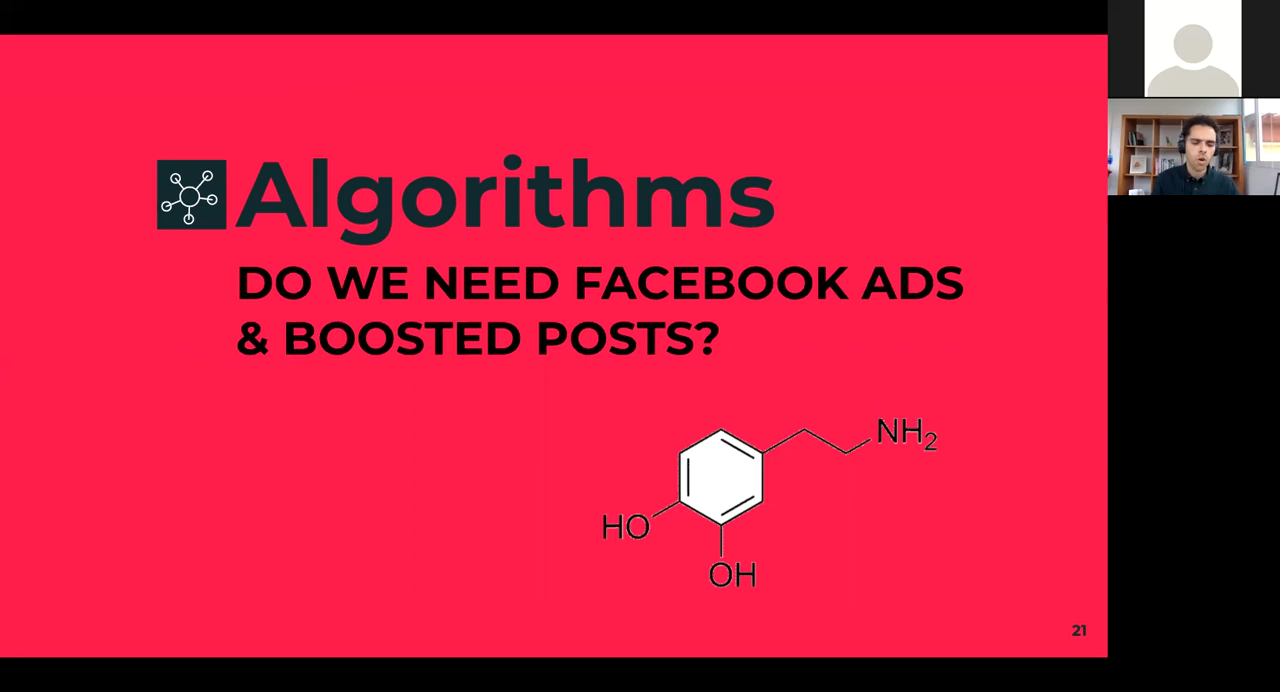 Algorithms
DO WE NEED FACEBOOK ADS
& BOOSTED POSTS?
NH2
HO
OH
21